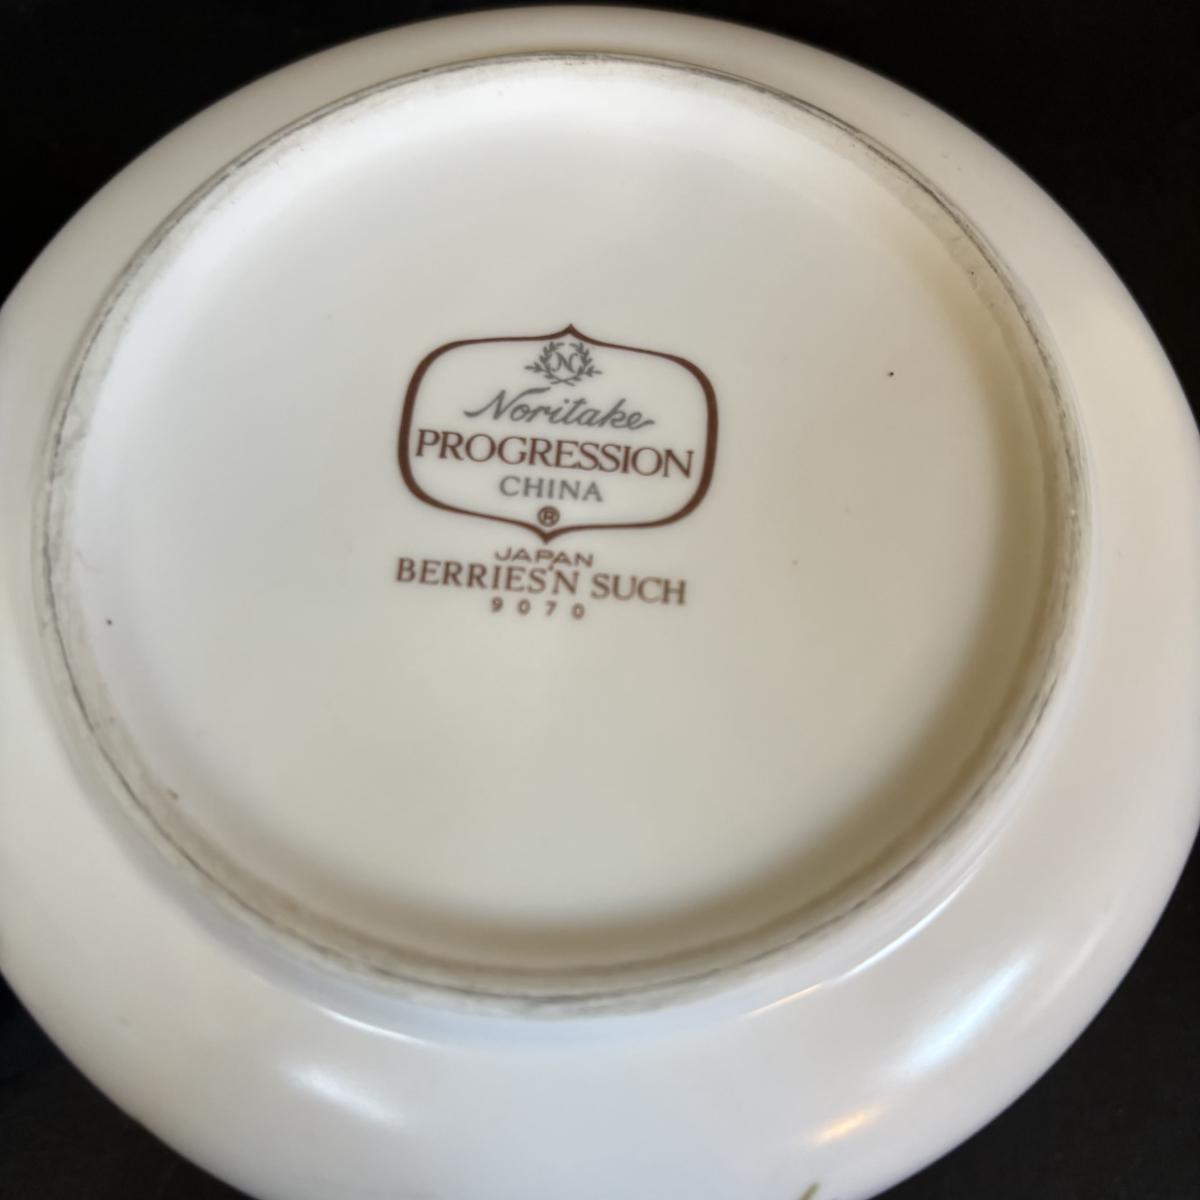 N
Noritake
PROGRESSION
CHINA
®
JAPAN
BERRIES'N SUCH
9070